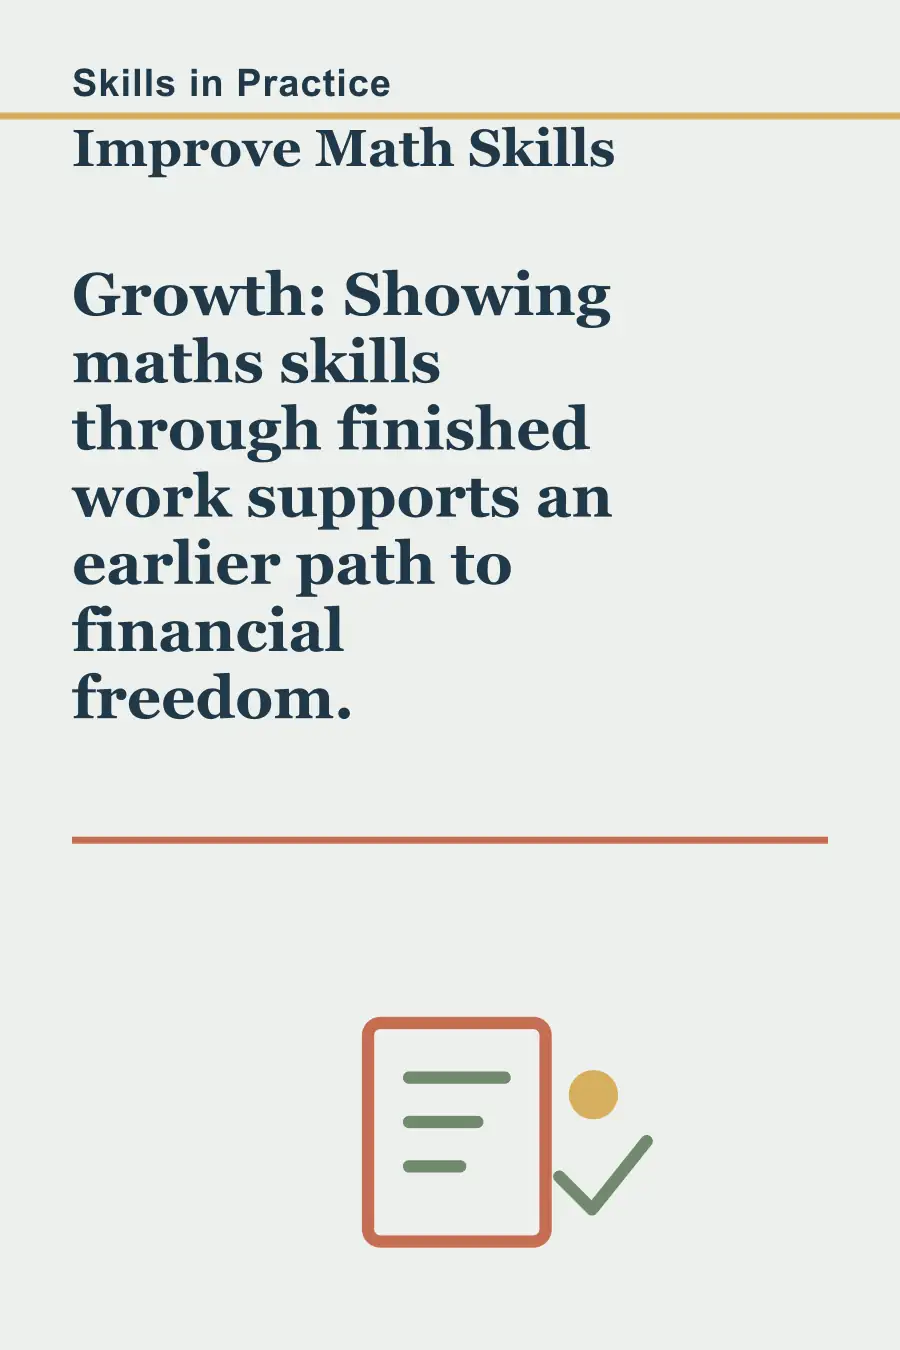 Skills in Practice
Improve Math Skills
Growth: Showing
maths skills
through finished
work supports an
earlier path to
financial
freedom.